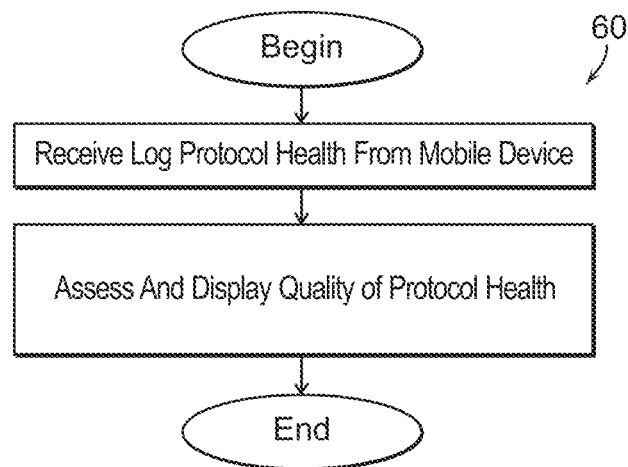 Begin
60
Receive Log Protocol Health From Mobile Device
Assess And Display Quality of Protocol Health
End